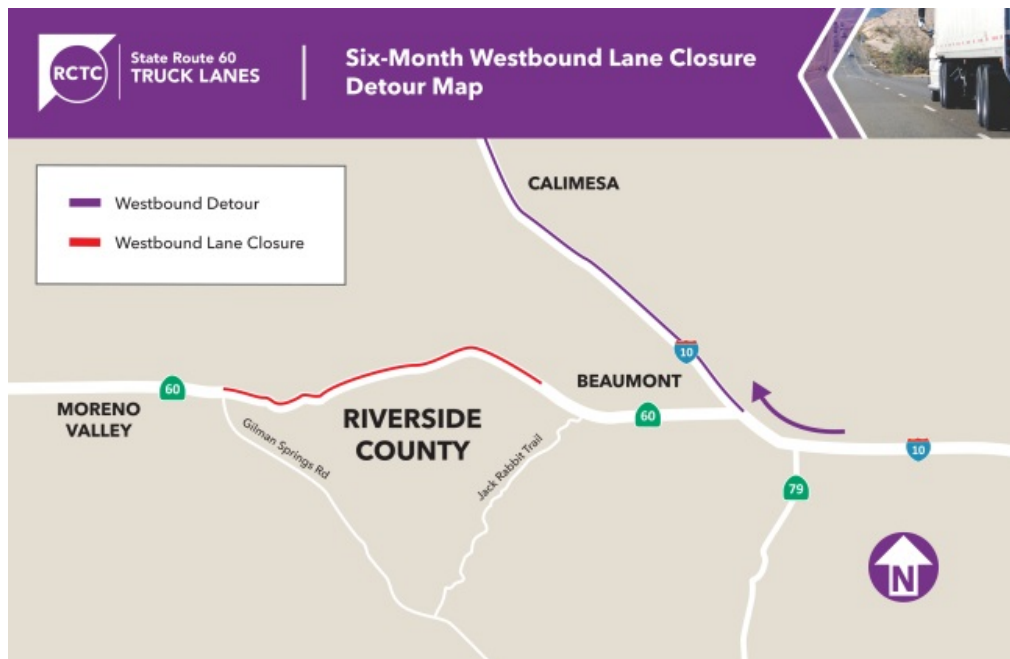 RCTC
State Route 60
TRUCK LANES
Six-Month Westbound Lane Closure
Detour Map
Westbound Detour
Westbound Lane Closure
CALIMESA
10
BEAUMONT
60
MORENO
VALLEY
RIVERSIDE
COUNTY
60
Gilman Springs Rd
Jack Rabbit Trail
10
79
N